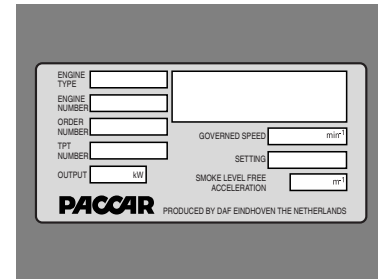 ENGINE
TYPE
ENGINE
NUMBER
ORDER
NUMBER
TPT
NUMBER
OUTPUT kW
GOVERNED SPEED min-1
SETTING
SMOKE LEVEL FREE
ACCELERATION m-1
PACCAR PRODUCED BY DAF EINDHOVEN THE NETHERLANDS